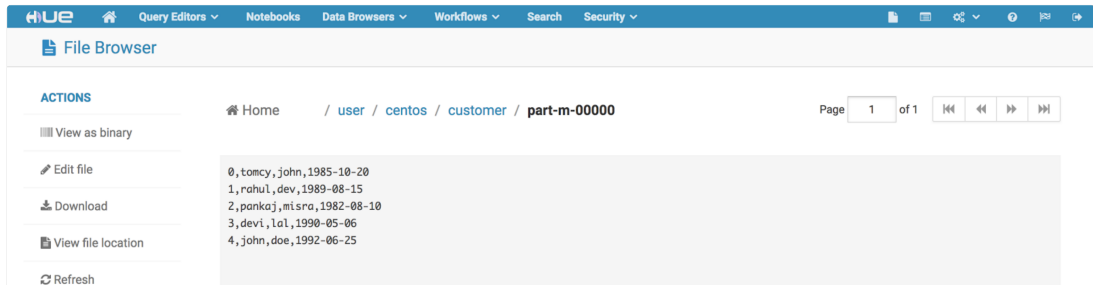 HUE Query Editors Notebooks Data Browsers Workflows Search Security
File Browser
ACTIONS
View as binary
Edit file
Download
View file location
Refresh
Home / user / centos / customer / part-m-00000
Page 1 of 1
0,tomcy,john,1985-10-20
1,rahul,dev,1989-08-15
2,pankaj,misra,1982-08-10
3,devi,lal,1990-05-06
4,john,doe,1992-06-25